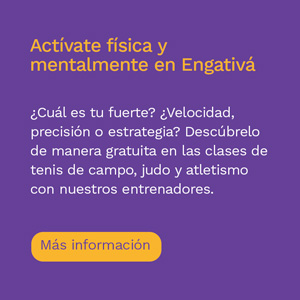 Actívate física y
mentalmente en Engativá
¿Cuál es tu fuerte? ¿Velocidad,
precisión o estrategia? Descúbrelo
de manera gratuita en las clases de
tenis de campo, judo y atletismo
con nuestros entrenadores.
Más información